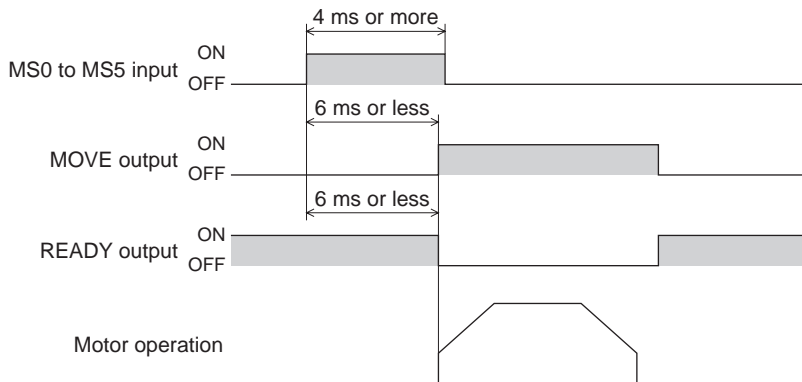 4 ms or more
MS0 to MS5 input
ON
OFF
6 ms or less
MOVE output
ON
OFF
6 ms or less
READY output
ON
OFF
Motor operation